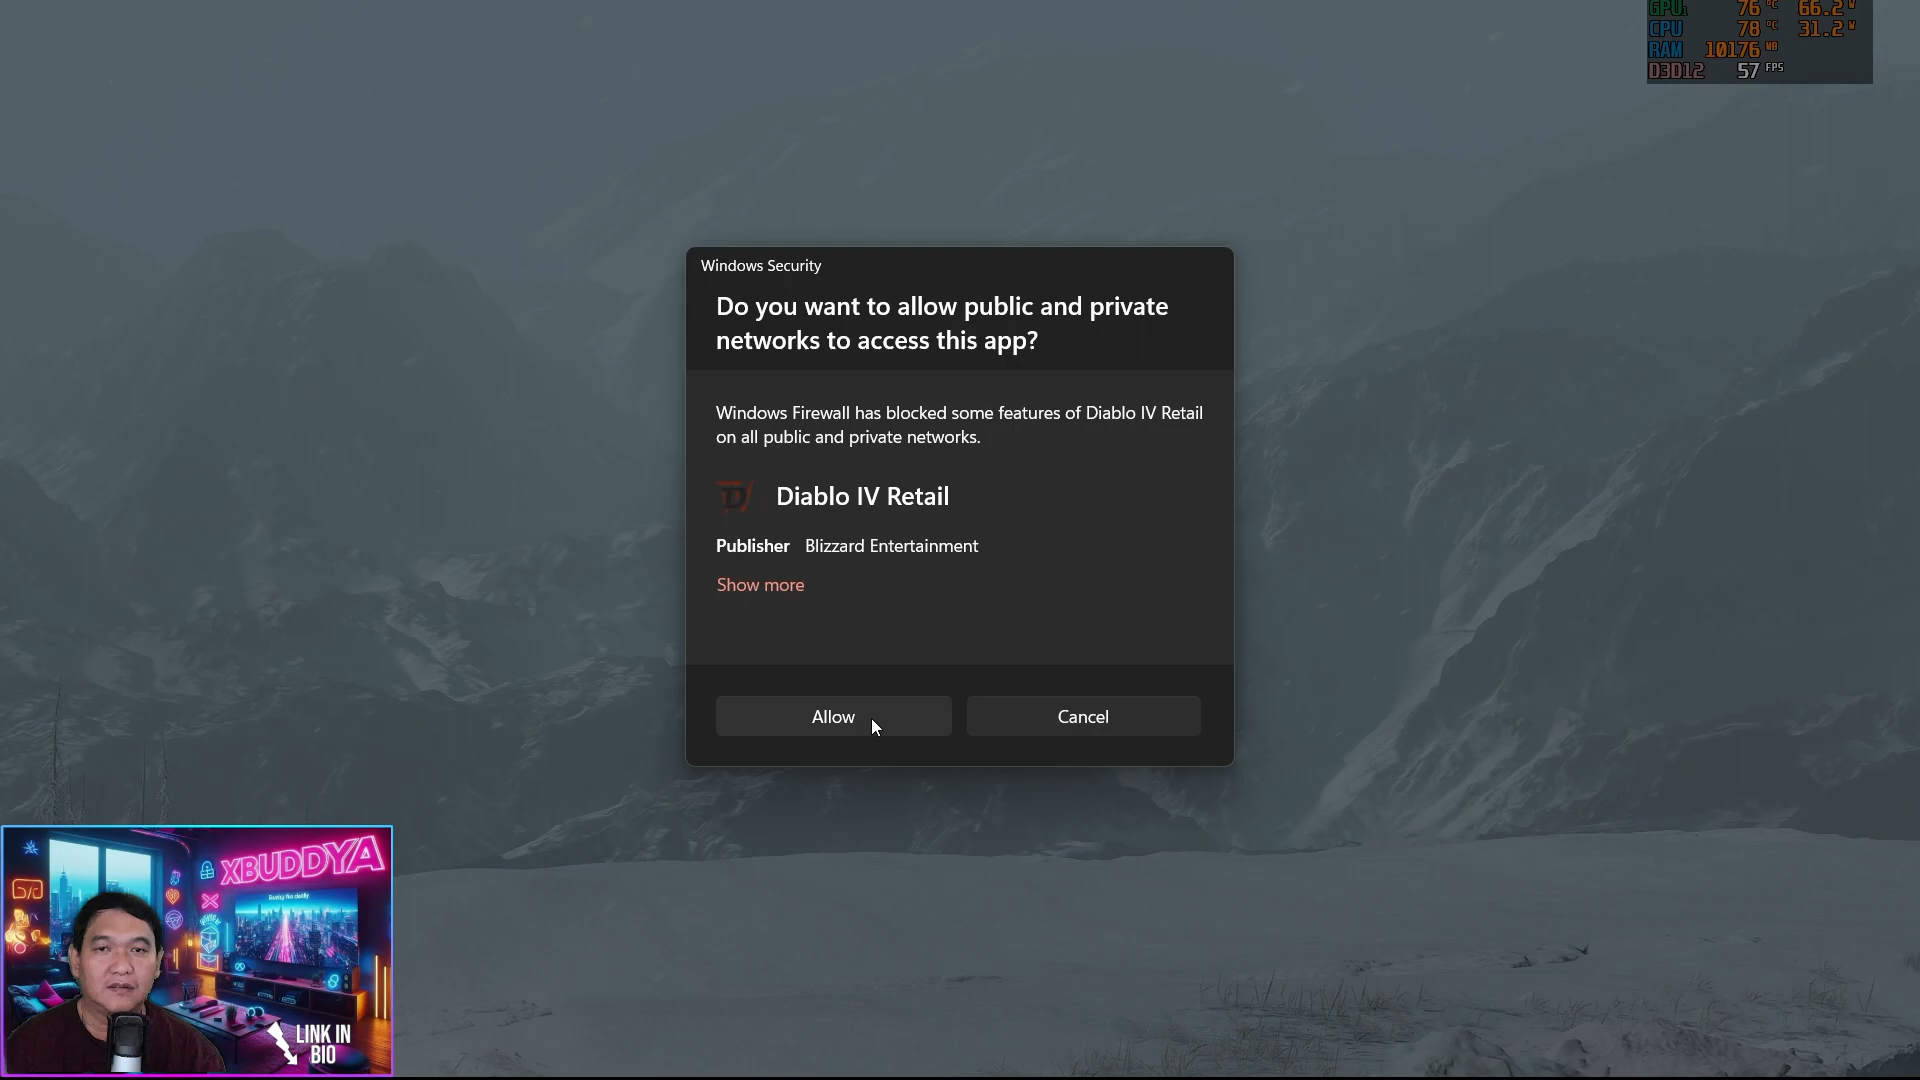 GPU1 76 °C 66.2 W
CPU 78 °C 31.2 W
RAM 10176 MB
D3D12 57 FPS
Windows Security
Do you want to allow public and private
networks to access this app?
Windows Firewall has blocked some features of Diablo IV Retail
on all public and private networks.
Diablo IV Retail
Publisher Blizzard Entertainment
Show more
Allow Cancel
XBUDDYA
LINK IN
BIO